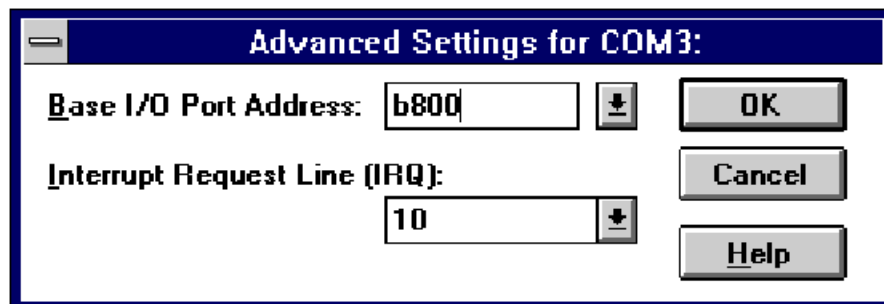 Advanced Settings for COM3:
Base I/O Port Address: b800 OK
Interrupt Request Line (IRQ): Cancel
10
Help